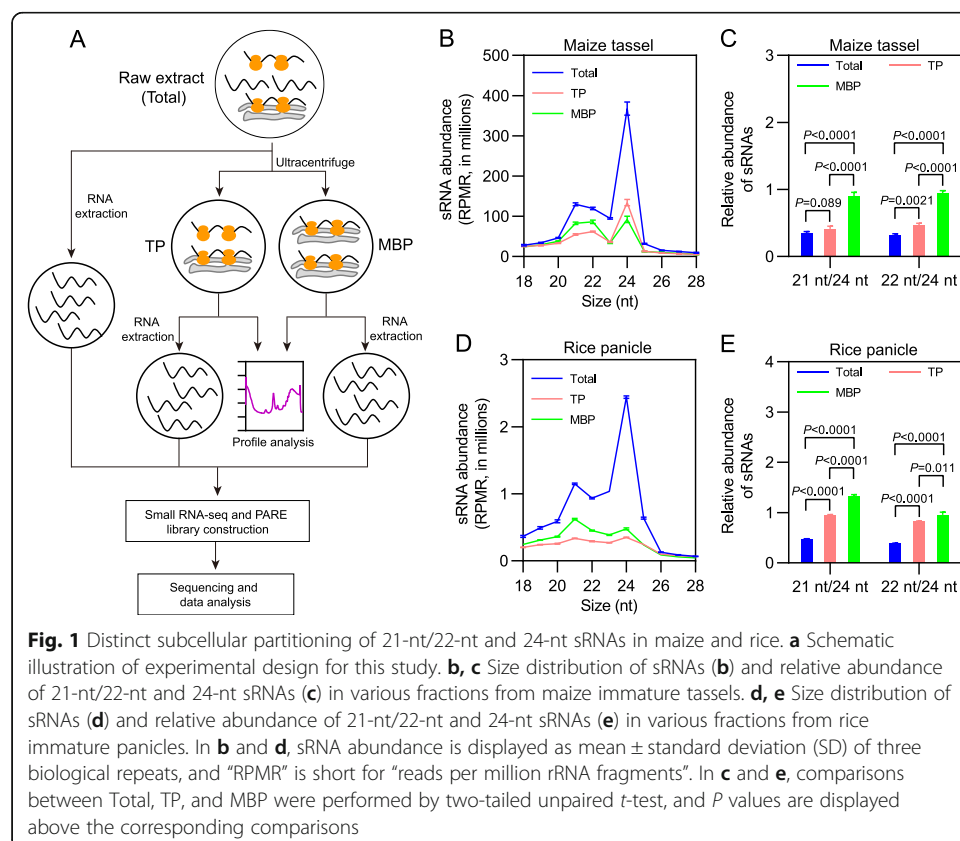 A
Raw extract
(Total)
Ultracentrifuge
RNA
extraction
TP
MBP
RNA
extraction
RNA
extraction
Profile analysis
Small RNA-seq and PARE
library construction
Sequencing and
data analysis
B
Maize tassel
sRNA abundance
(RPMR, in millions)
500
400
300
200
100
0
Total
TP
MBP
18 20 22 24 26 28
Size (nt)
C
Maize tassel
Relative abundance
of sRNAs
3
2
1
0
Total TP
MBP
P<0.0001
P<0.0001
P=0.089
P<0.0001
P<0.0001
P=0.0021
21 nt/24 nt 22 nt/24 nt
D
Rice panicle
sRNA abundance
(RPMR, in millions)
3
2
1
0
Total
TP
MBP
18 20 22 24 26 28
Size (nt)
E
Rice panicle
Relative abundance
of sRNAs
4
3
2
1
0
Total TP
MBP
P<0.0001
P<0.0001
P<0.0001
P<0.0001
P=0.011
P<0.0001
21 nt/24 nt 22 nt/24 nt
Fig. 1 Distinct subcellular partitioning of 21-nt/22-nt and 24-nt sRNAs in maize and rice. a Schematic
illustration of experimental design for this study. b, c Size distribution of sRNAs (b) and relative abundance
of 21-nt/22-nt and 24-nt sRNAs (c) in various fractions from maize immature tassels. d, e Size distribution of
sRNAs (d) and relative abundance of 21-nt/22-nt and 24-nt sRNAs (e) in various fractions from rice
immature panicles. In b and d, sRNA abundance is displayed as mean ± standard deviation (SD) of three
biological repeats, and “RPMR” is short for “reads per million rRNA fragments”. In c and e, comparisons
between Total, TP, and MBP were performed by two-tailed unpaired t-test, and P values are displayed
above the corresponding comparisons